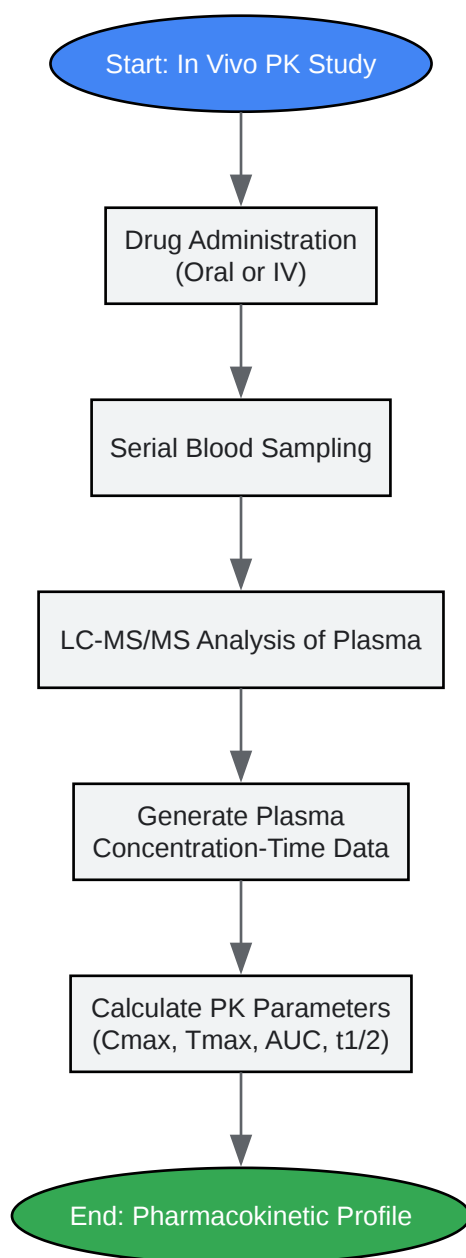 Start: In Vivo PK Study
Drug Administration
(Oral or IV)
Serial Blood Sampling
LC-MS/MS Analysis of Plasma
Generate Plasma
Concentration-Time Data
Calculate PK Parameters
(Cmax, Tmax, AUC, t1/2)
End: Pharmacokinetic Profile